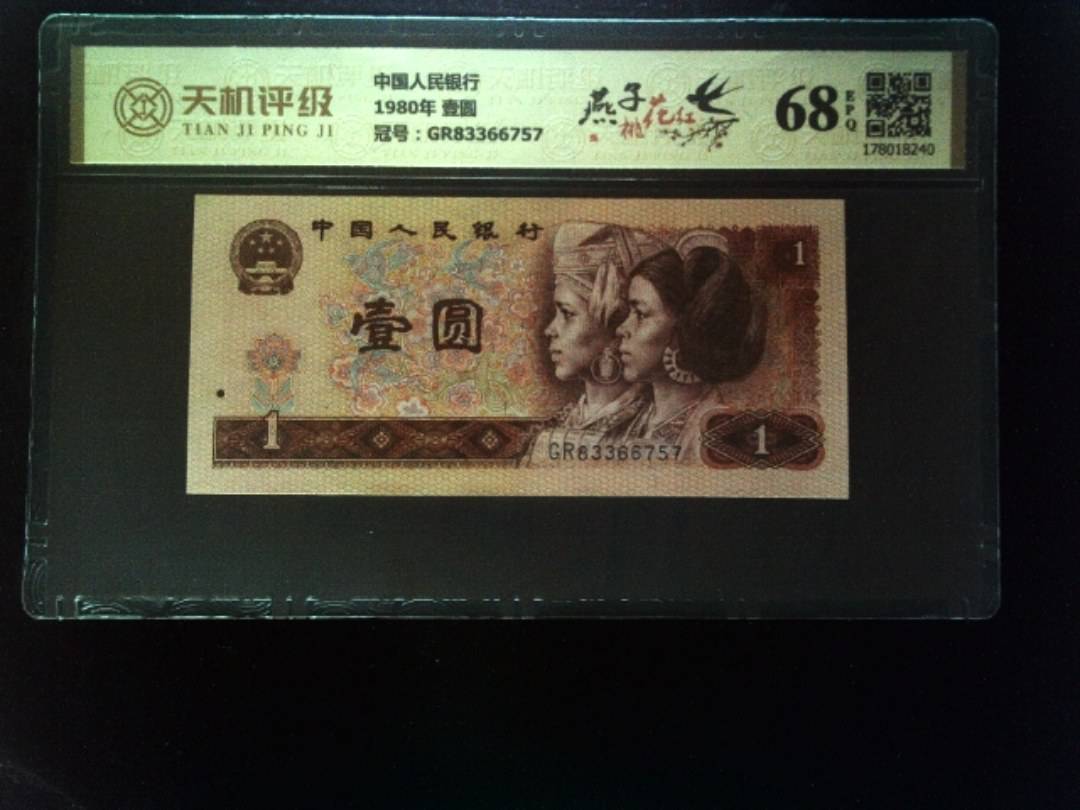 天机评级
TIAN JI PING JI
中国人民银行
1980年 壹圆
冠号：GR83366757
燕子
桃花红
68
EPQ
178018240
中国人民银行
1
壹圆
1
GR83366757
1